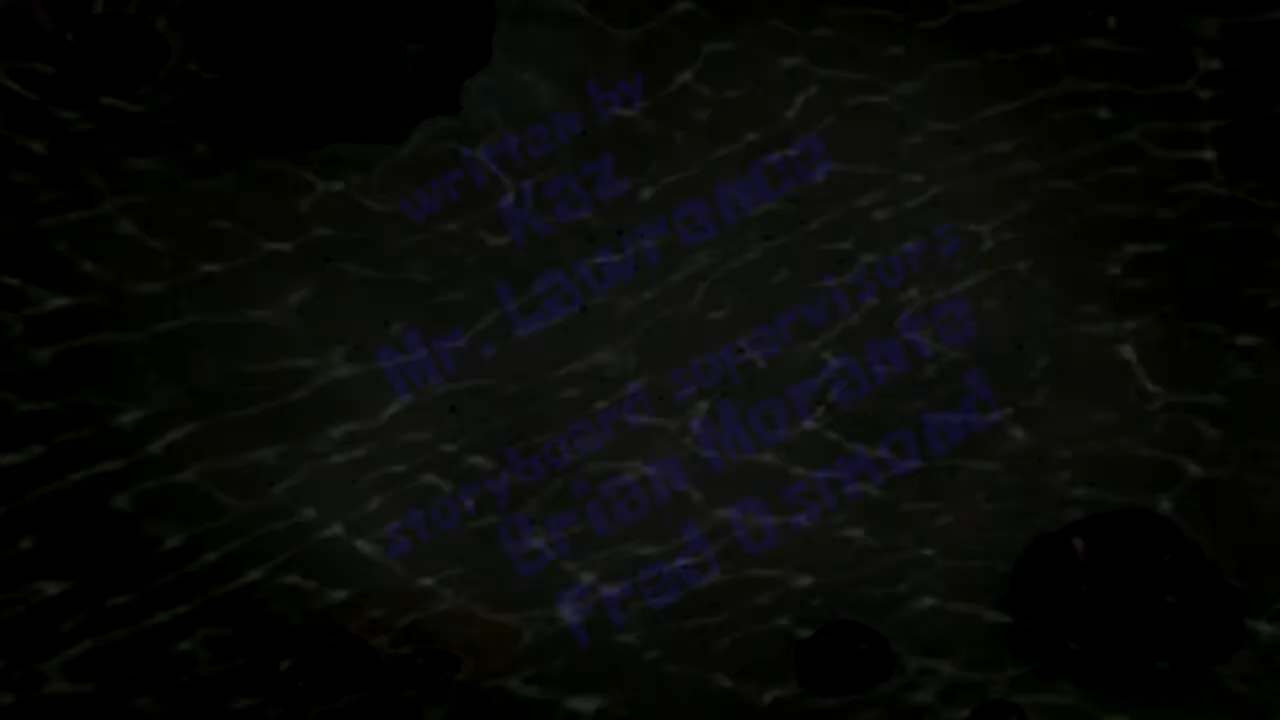 written by
Kaz
Mr. Lawrence
storyboard supervisors
Brian Morante
Fred Osmond